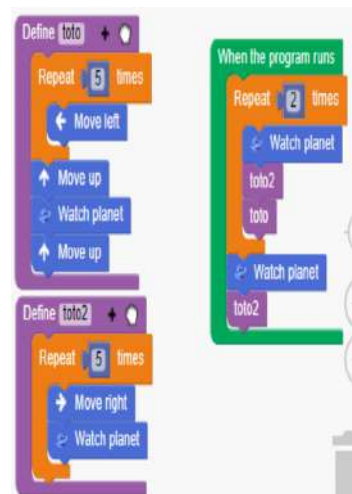 Define toto +
Repeat 5 times
Move left
Move up
Watch planet
Move up
Define toto2 +
Repeat 5 times
Move right
Watch planet
When the program runs
Repeat 2 times
Watch planet
toto2
toto
Watch planet
toto2